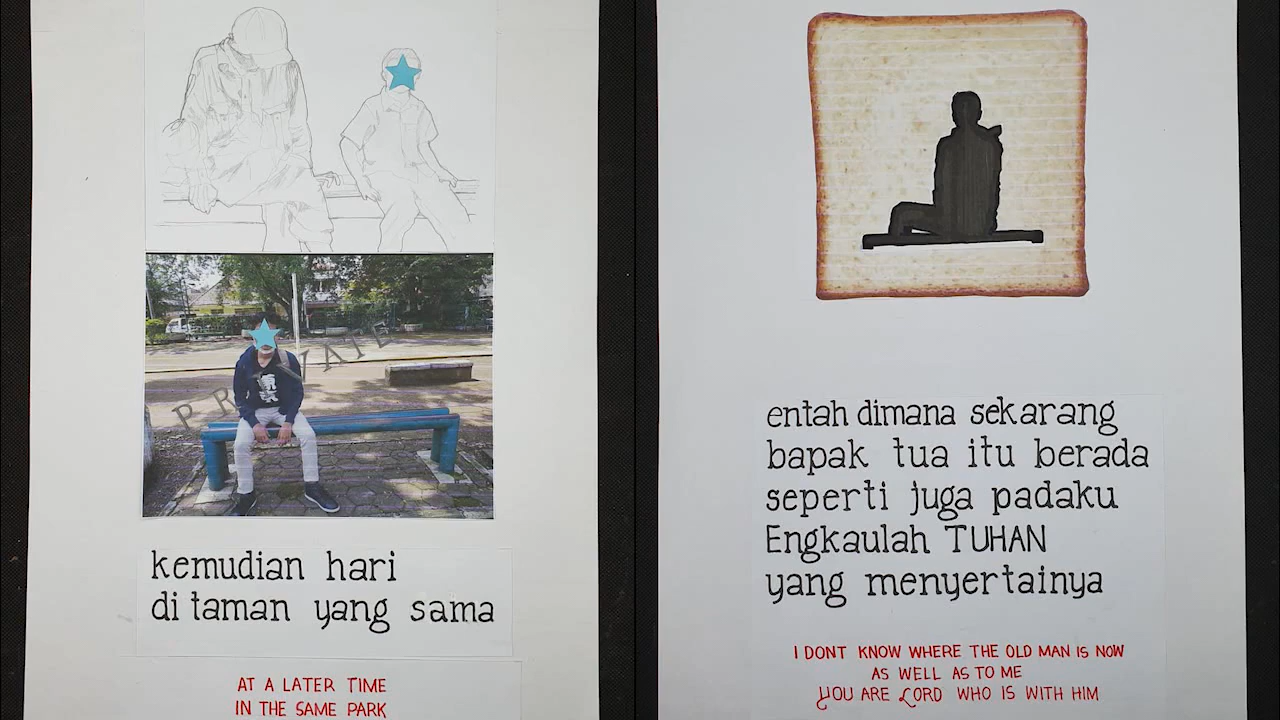 PRIVATE
kemudian hari
di taman yang sama
AT A LATER TIME
IN THE SAME PARK
entah dimana sekarang
bapak tua itu berada
seperti juga padaku
Engkaulah TUHAN
yang menyertainya
I DONT KNOW WHERE THE OLD MAN IS NOW
AS WELL AS TO ME
YOU ARE LORD WHO IS WITH HIM